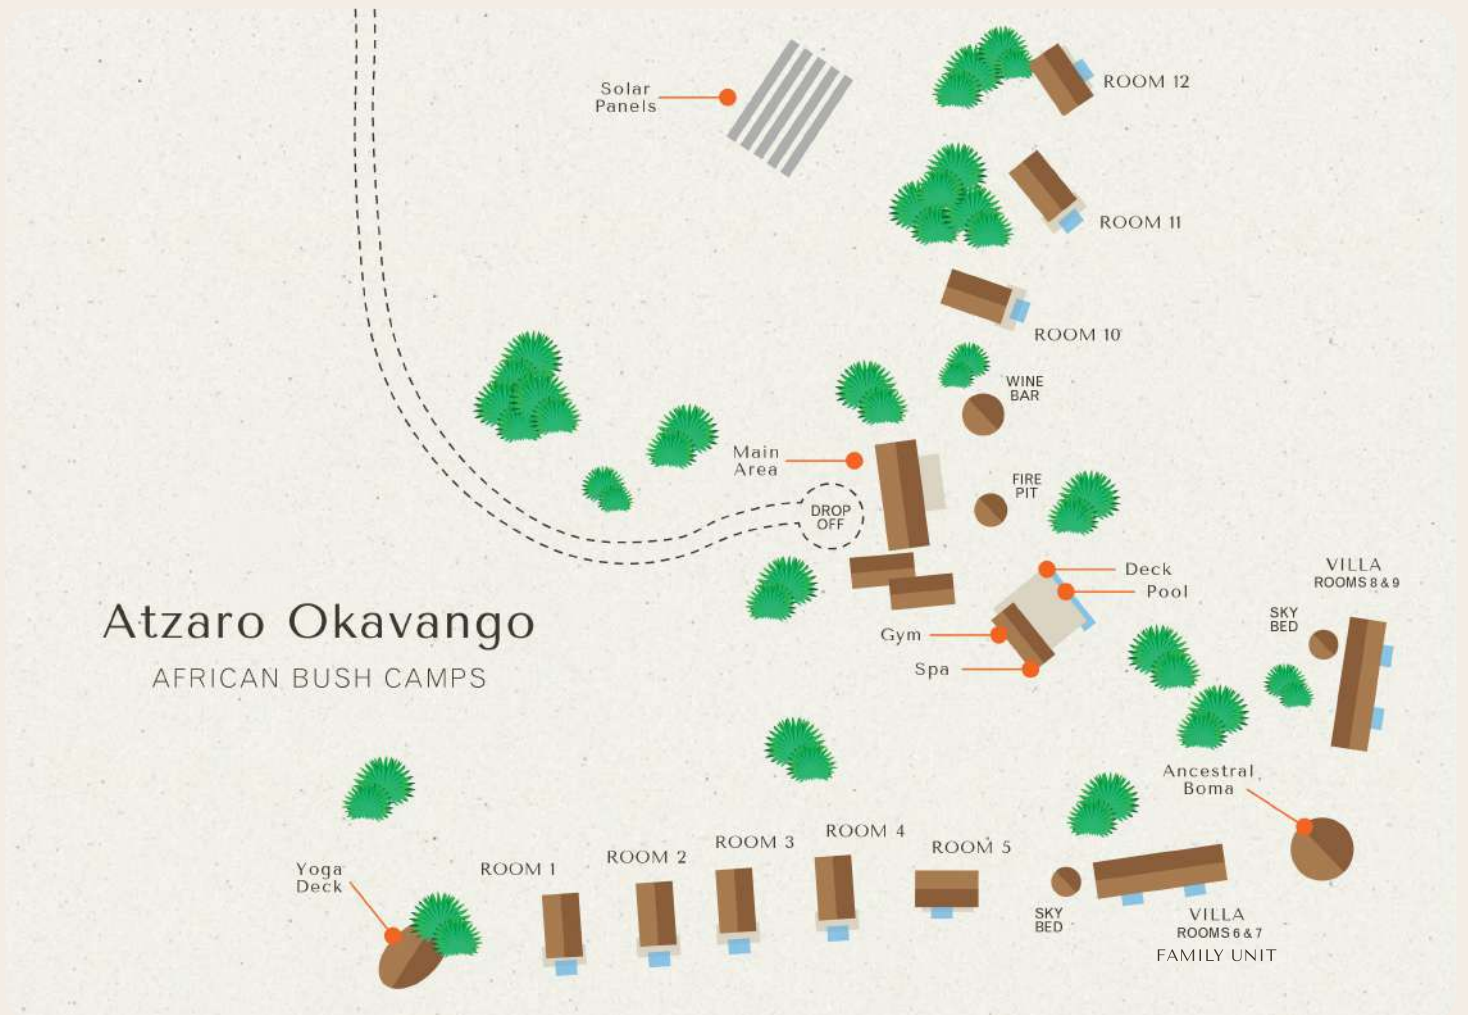 Solar
Panels
ROOM 12
ROOM 11
ROOM 10
WINE
BAR
Main
Area
FIRE
PIT
DROP
OFF
Deck
Pool
Gym
Spa
VILLA
ROOMS 8 & 9
SKY
BED
Atzaro Okavango
AFRICAN BUSH CAMPS
Ancestral
Boma
ROOM 1
ROOM 2
ROOM 3
ROOM 4
ROOM 5
Yoga
Deck
SKY
BED
VILLA
ROOMS 6 & 7
FAMILY UNIT